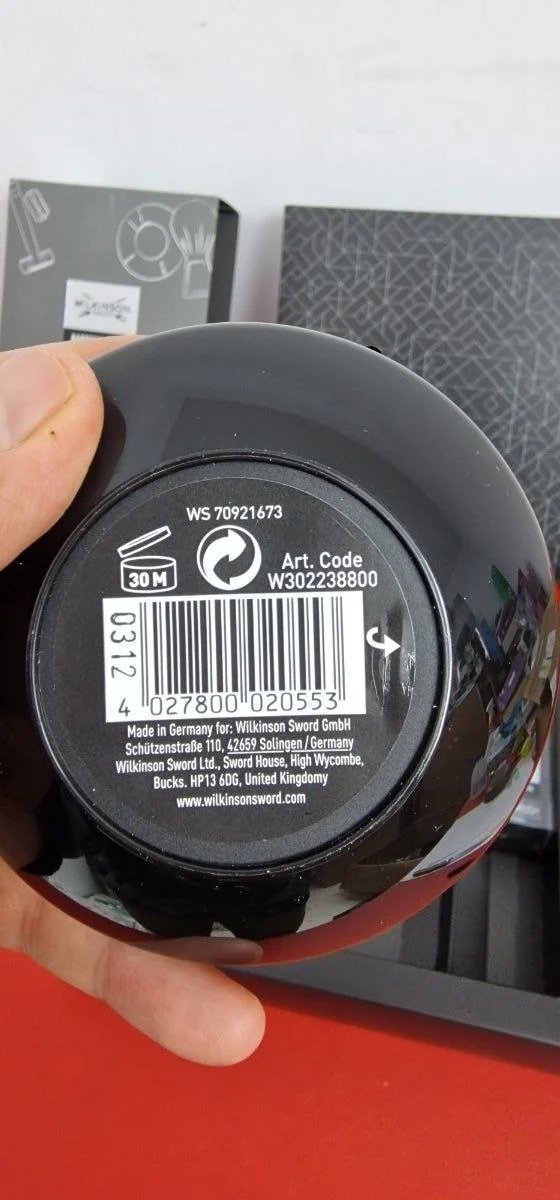 WILKINSON
WS 70921673
30 M
Art. Code
W302238800
0312
4 027800 020553
Made in Germany for: Wilkinson Sword GmbH
Schützenstraße 110, 42659 Solingen / Germany
Wilkinson Sword Ltd., Sword House, High Wycombe,
Bucks. HP13 6DG, United Kingdomy
www.wilkinsonsword.com